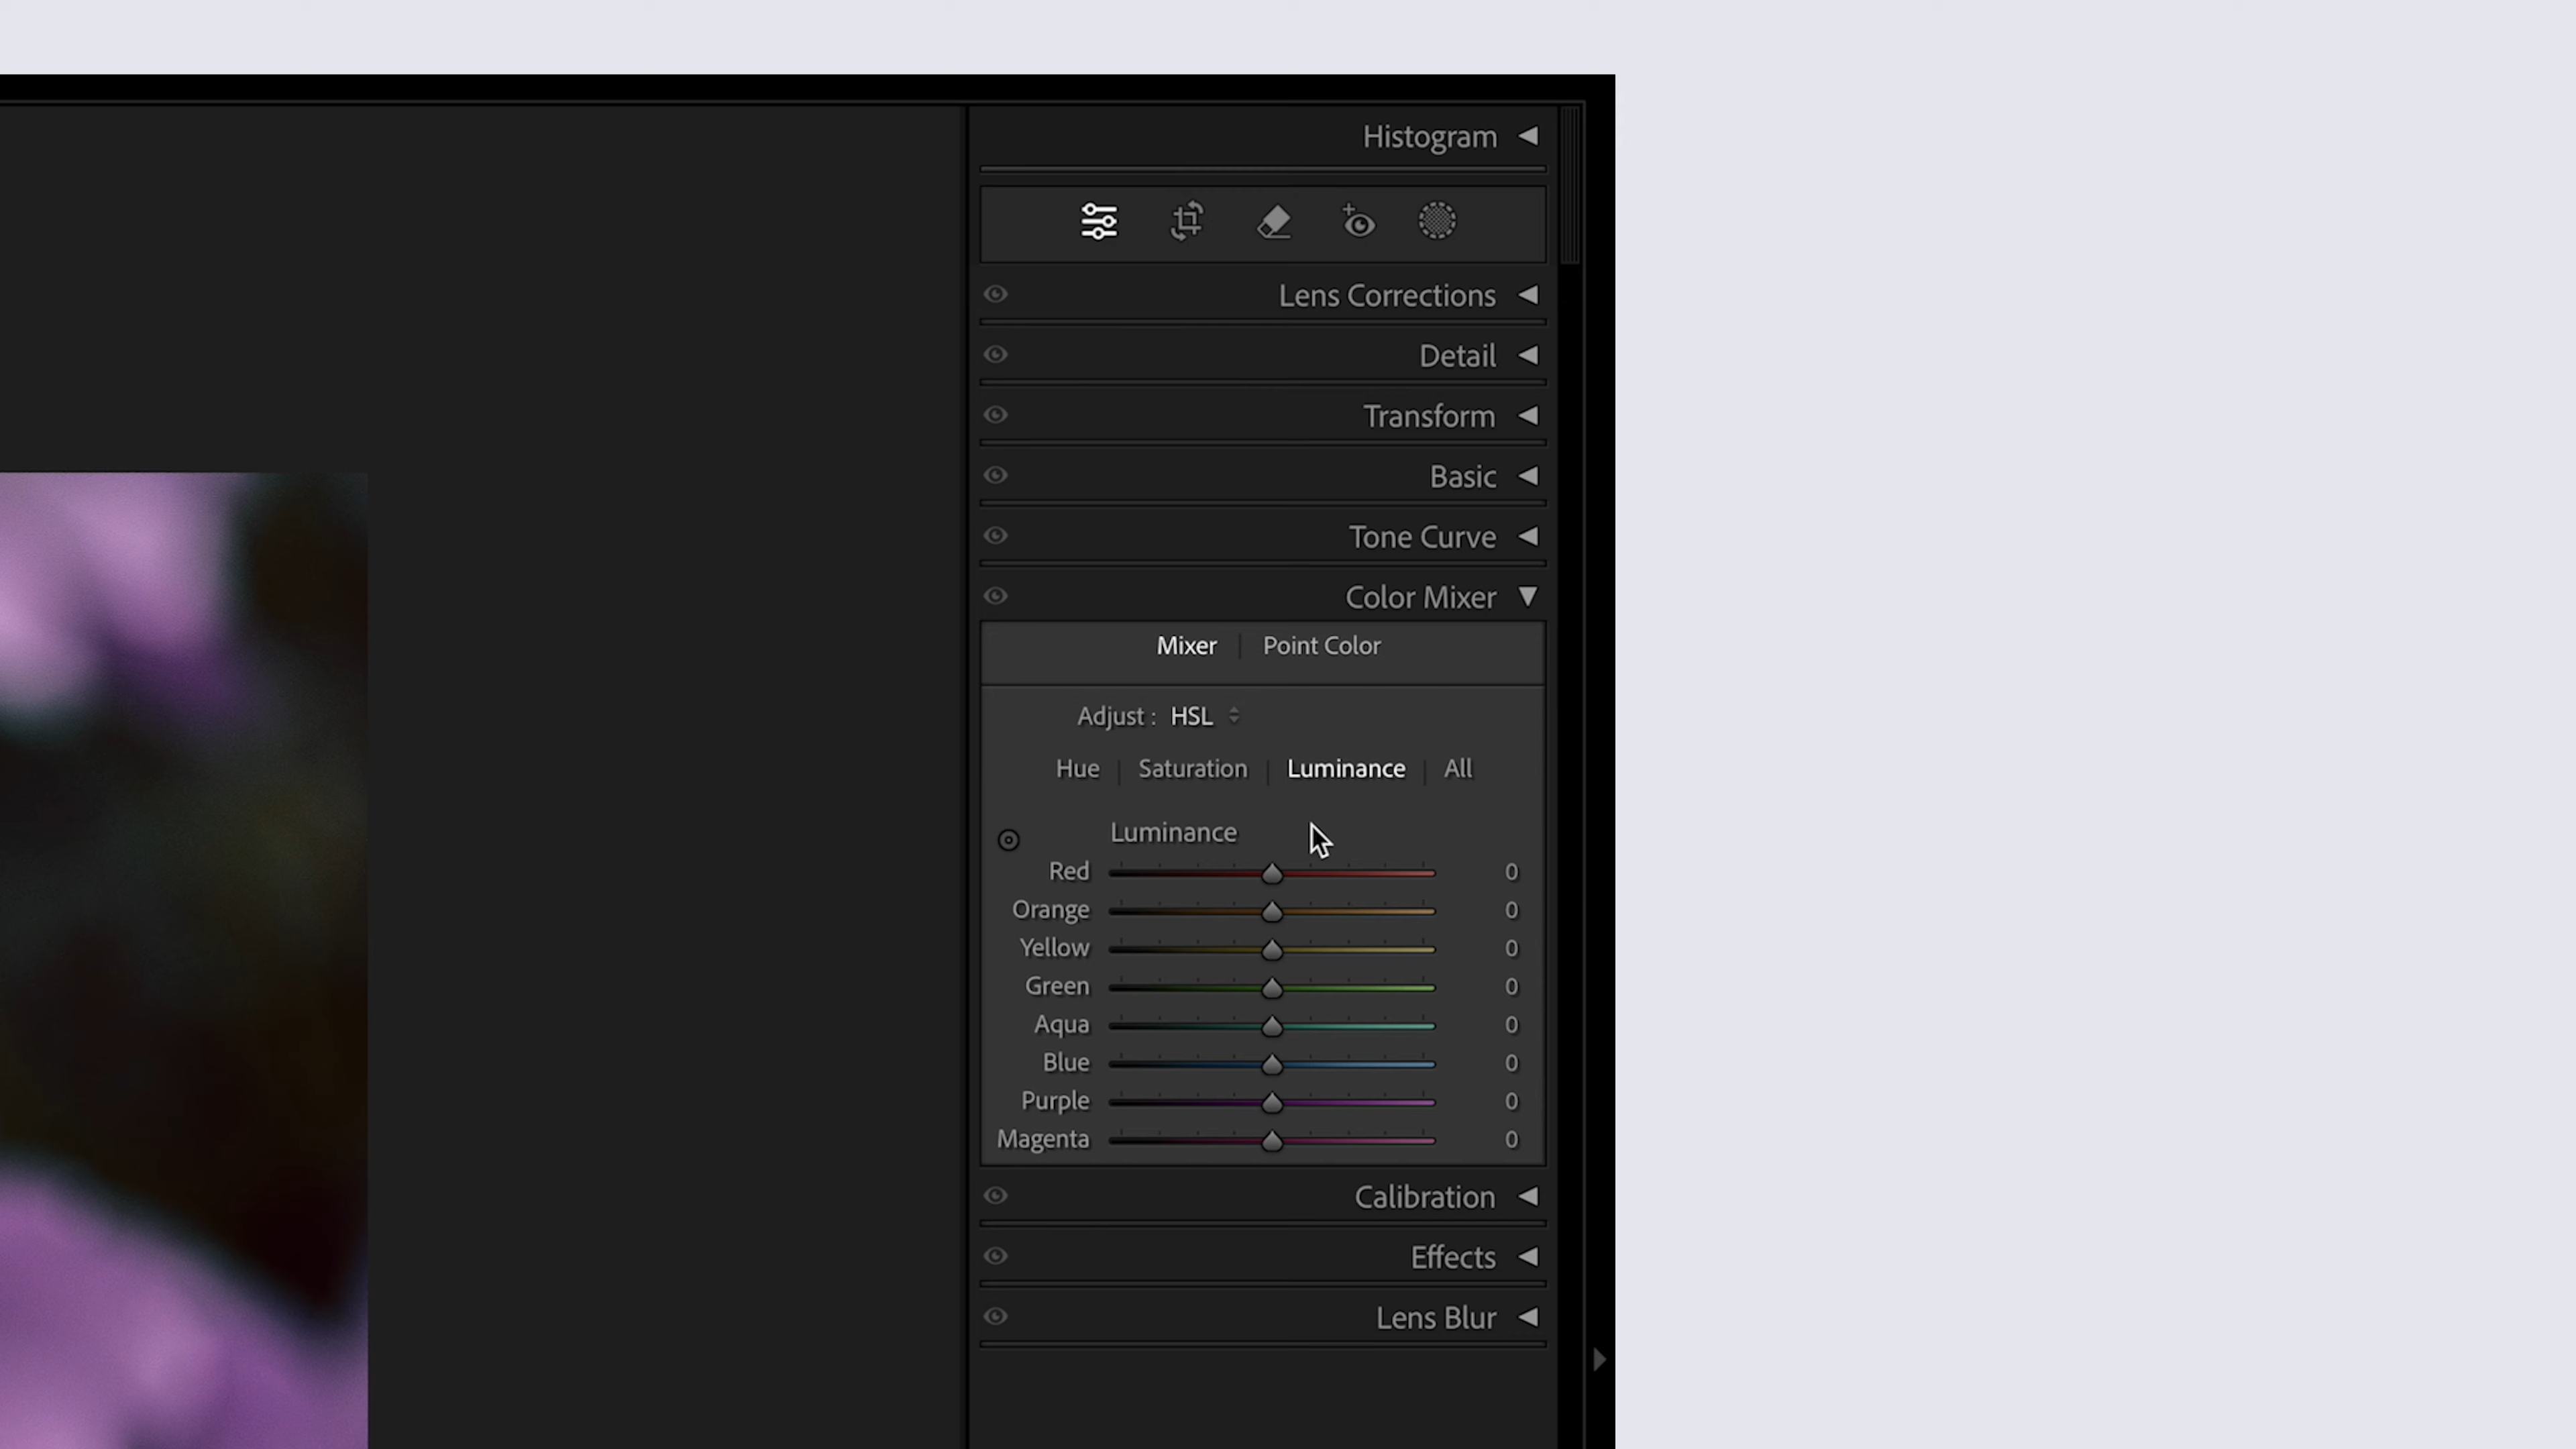 Histogram
Lens Corrections
Detail
Transform
Basic
Tone Curve
Color Mixer
Mixer | Point Color
Adjust : HSL
Hue | Saturation | Luminance | All
Luminance
Red 0
Orange 0
Yellow 0
Green 0
Aqua 0
Blue 0
Purple 0
Magenta 0
Calibration
Effects
Lens Blur